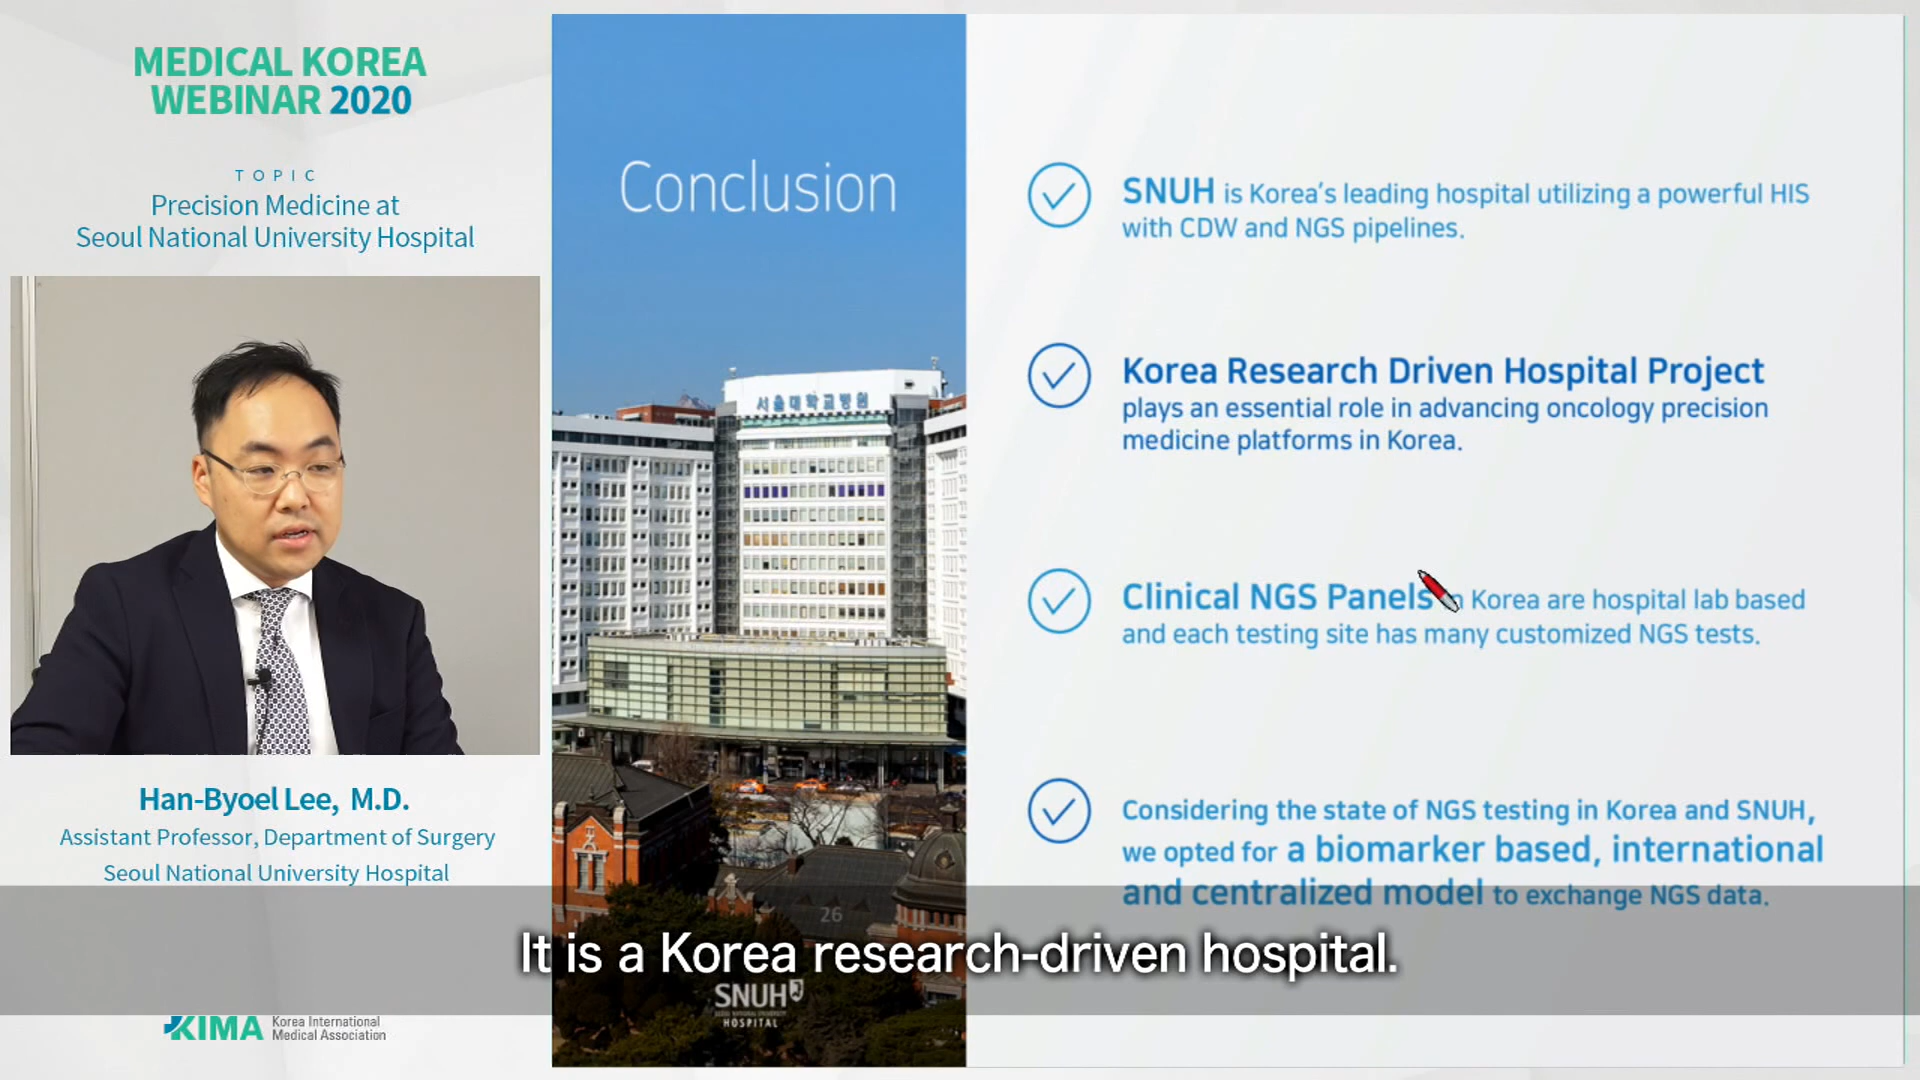 MEDICAL KOREA
WEBINAR 2020
TOPIC
Precision Medicine at
Seoul National University Hospital
Han-Byoel Lee, M.D.
Assistant Professor, Department of Surgery
Seoul National University Hospital
KIMA Korea International
Medical Association
Conclusion
서울대학교병원
26
SNUH
SEOUL NATIONAL UNIVERSITY
HOSPITAL
SNUH is Korea's leading hospital utilizing a powerful HIS
with CDW and NGS pipelines.
Korea Research Driven Hospital Project
plays an essential role in advancing oncology precision
medicine platforms in Korea.
Clinical NGS Panels Korea are hospital lab based
and each testing site has many customized NGS tests.
Considering the state of NGS testing in Korea and SNUH,
we opted for a biomarker based, international
and centralized model to exchange NGS data.
It is a Korea research-driven hospital.